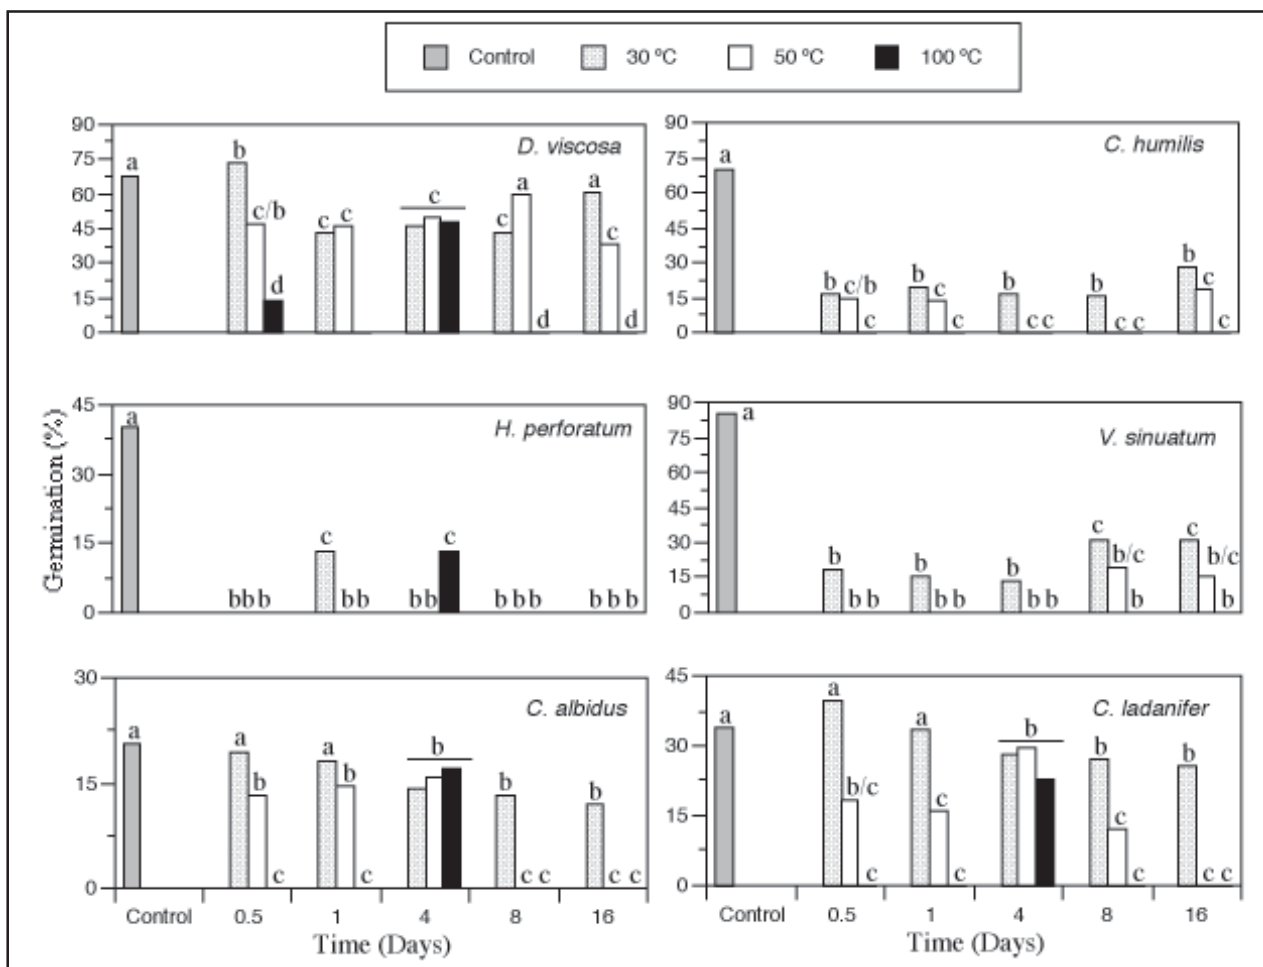 Control 30 ºC 50 ºC 100 ºC
D. viscosa
90
75
60
45
30
15
0
a
b
c/b
d
c c
c
c
a
d
a
c
d
C. humilis
90
75
60
45
30
15
0
a
b c/b
c
b
c
c
b
c c
b
c c
b
c
c
Germination (%)
H. perforatum
45
30
15
0
a
bb b
c
b b
b b
c
b b b
b b b
V. sinuatum
90
75
60
45
30
15
0
a
b
b b
b
b b
b
b b
c
b/c
b
c
b/c
b
C. albidus
30
15
0
a
a
b
c
a
b
c
b
b
c c
b
c c
Control 0.5 1 4 8 16
Time (Days)
C. ladanifer
45
30
15
0
a
a
b/c
c
a
c
c
b
b
c
c
b
c c
Control 0.5 1 4 8 16
Time (Days)